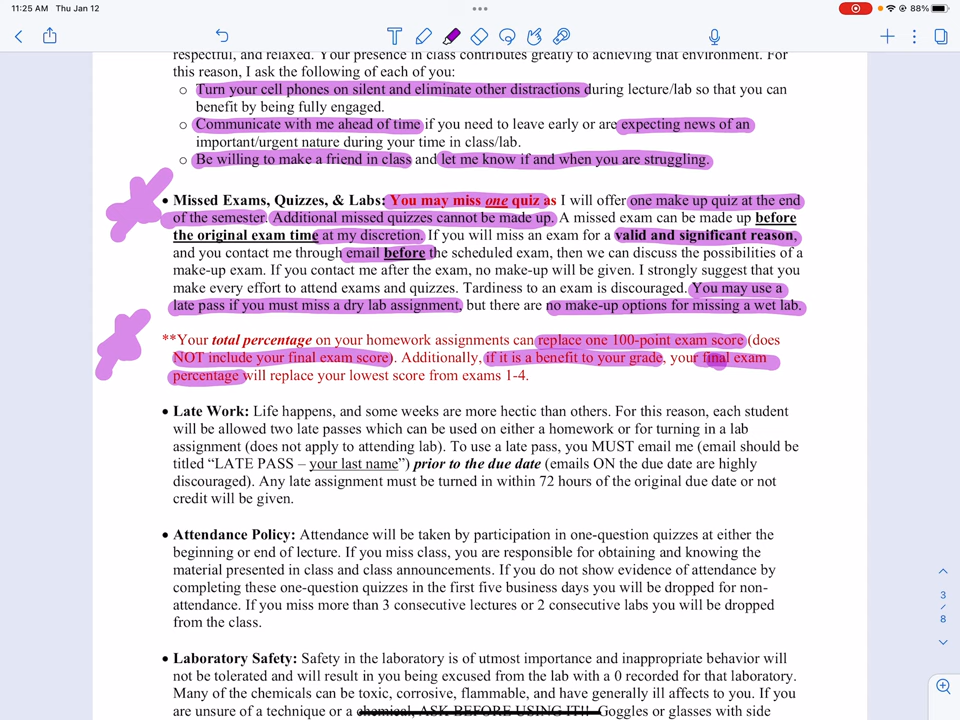 11:25 AM Thu Jan 12
88%
respectful, and relaxed. Your presence in class contributes greatly to achieving that environment. For
this reason, I ask the following of each of you:
o Turn your cell phones on silent and eliminate other distractions during lecture/lab so that you can
benefit by being fully engaged.
o Communicate with me ahead of time if you need to leave early or are expecting news of an
important/urgent nature during your time in class/lab.
o Be willing to make a friend in class and let me know if and when you are struggling.
• Missed Exams, Quizzes, & Labs: You may miss one quiz as I will offer one make up quiz at the end
of the semester. Additional missed quizzes cannot be made up. A missed exam can be made up before
the original exam time at my discretion. If you will miss an exam for a valid and significant reason,
and you contact me through email before the scheduled exam, then we can discuss the possibilities of a
make-up exam. If you contact me after the exam, no make-up will be given. I strongly suggest that you
make every effort to attend exams and quizzes. Tardiness to an exam is discouraged. You may use a
late pass if you must miss a dry lab assignment, but there are no make-up options for missing a wet lab.
**Your total percentage on your homework assignments can replace one 100-point exam score (does
NOT include your final exam score). Additionally, if it is a benefit to your grade, your final exam
percentage will replace your lowest score from exams 1-4.
• Late Work: Life happens, and some weeks are more hectic than others. For this reason, each student
will be allowed two late passes which can be used on either a homework or for turning in a lab
assignment (does not apply to attending lab). To use a late pass, you MUST email me (email should be
titled “LATE PASS – your last name”) prior to the due date (emails ON the due date are highly
discouraged). Any late assignment must be turned in within 72 hours of the original due date or not
credit will be given.
• Attendance Policy: Attendance will be taken by participation in one-question quizzes at either the
beginning or end of lecture. If you miss class, you are responsible for obtaining and knowing the
material presented in class and class announcements. If you do not show evidence of attendance by
completing these one-question quizzes in the first five business days you will be dropped for non-
attendance. If you miss more than 3 consecutive lectures or 2 consecutive labs you will be dropped
from the class.
3
/
8
• Laboratory Safety: Safety in the laboratory is of utmost importance and inappropriate behavior will
not be tolerated and will result in you being excused from the lab with a 0 recorded for that laboratory.
Many of the chemicals can be toxic, corrosive, flammable, and have generally ill affects to you. If you
are unsure of a technique or a chemical, ASK BEFORE USING IT!! Goggles or glasses with side